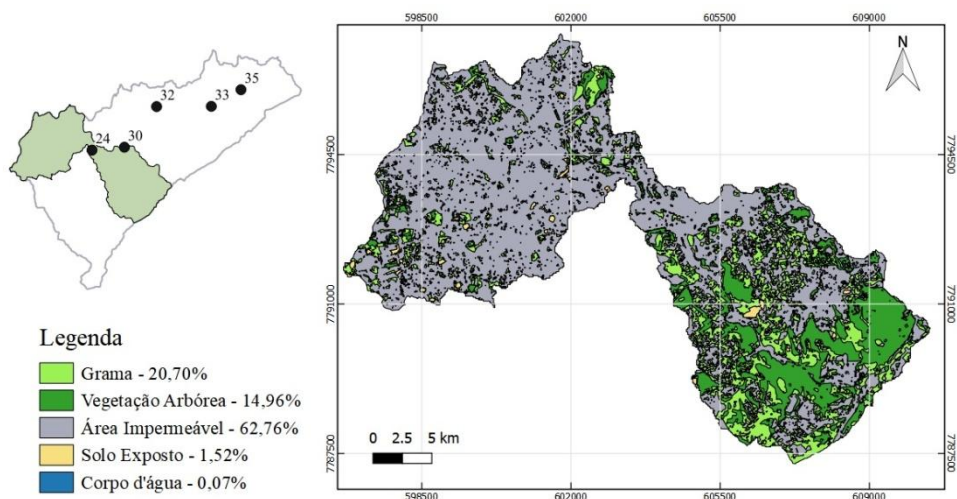 598500 602000 605500 609000
N
35
32 33
24 30
7794500 7794500
7791000 7791000
7787500 7787500
Legenda
Grama - 20,70%
Vegetação Arbórea - 14,96%
Área Impermeável - 62,76%
Solo Exposto - 1,52%
Corpo d'água - 0,07%
0 2.5 5 km
598500 602000 605500 609000